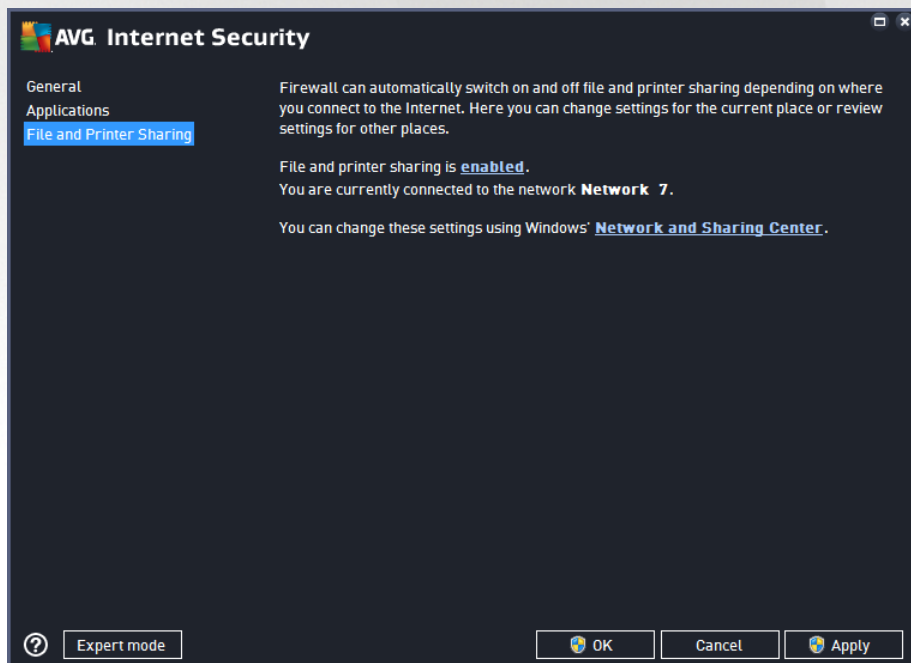 AVG. Internet Security
General
Applications
File and Printer Sharing
Firewall can automatically switch on and off file and printer sharing depending on where
you connect to the Internet. Here you can change settings for the current place or review
settings for other places.
File and printer sharing is enabled.
You are currently connected to the network Network 7.
You can change these settings using Windows' Network and Sharing Center.
? Expert mode
OK
Cancel
Apply